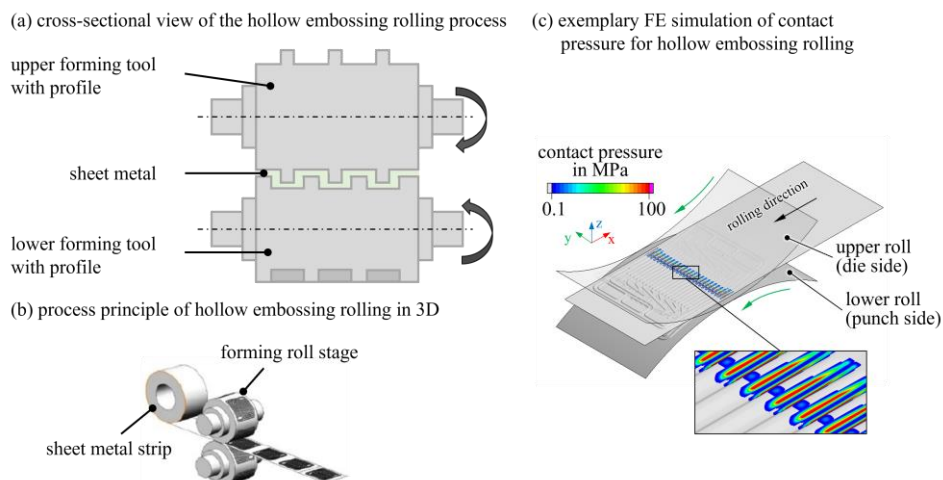 (a) cross-sectional view of the hollow embossing rolling process
upper forming tool
with profile
sheet metal
lower forming tool
with profile
(b) process principle of hollow embossing rolling in 3D
forming roll stage
sheet metal strip
(c) exemplary FE simulation of contact
pressure for hollow embossing rolling
contact pressure
in MPa
0.1 100
z
y x
rolling direction
upper roll
(die side)
lower roll
(punch side)